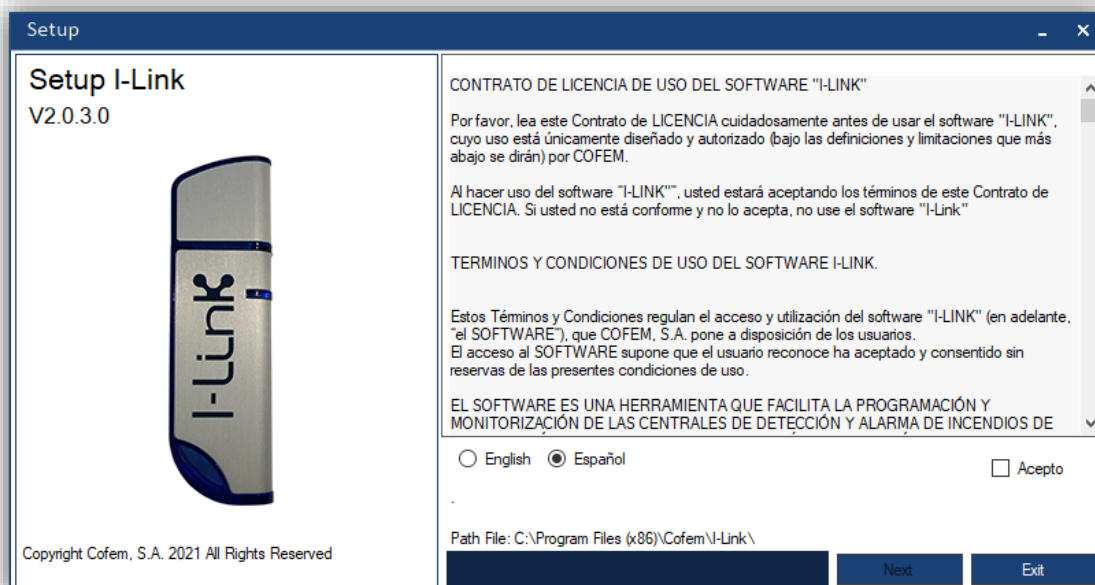 Setup
Setup I-Link
V2.0.3.0
I-Link
Copyright Cofem, S.A. 2021 All Rights Reserved
CONTRATO DE LICENCIA DE USO DEL SOFTWARE "I-LINK"
Por favor, lea este Contrato de LICENCIA cuidadosamente antes de usar el software "I-LINK",
cuyo uso está únicamente diseñado y autorizado (bajo las definiciones y limitaciones que más
abajo se dirán) por COFEM.
Al hacer uso del software "I-LINK"", usted estará aceptando los términos de este Contrato de
LICENCIA. Si usted no está conforme y no lo acepta, no use el software "I-Link"
TERMINOS Y CONDICIONES DE USO DEL SOFTWARE I-LINK.
Estos Términos y Condiciones regulan el acceso y utilización del software "I-LINK" (en adelante,
"el SOFTWARE"), que COFEM, S.A. pone a disposición de los usuarios.
El acceso al SOFTWARE supone que el usuario reconoce ha aceptado y consentido sin
reservas de las presentes condiciones de uso.
EL SOFTWARE ES UNA HERRAMIENTA QUE FACILITA LA PROGRAMACIÓN Y
MONITORIZACIÓN DE LAS CENTRALES DE DETECCIÓN Y ALARMA DE INCENDIOS DE
English Español
Acepto
.
Path File: C:\Program Files (x86)\Cofem\I-Link\
Next Exit